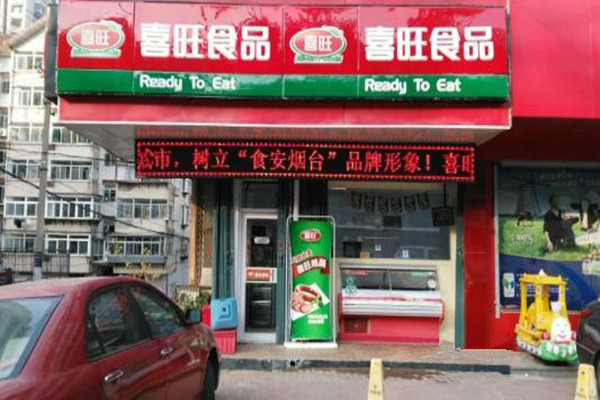 喜旺 喜旺食品 喜旺 喜旺食品
Ready To Eat Ready To Eat
市，树立“食安烟台”品牌形象！喜旺
喜旺
100%